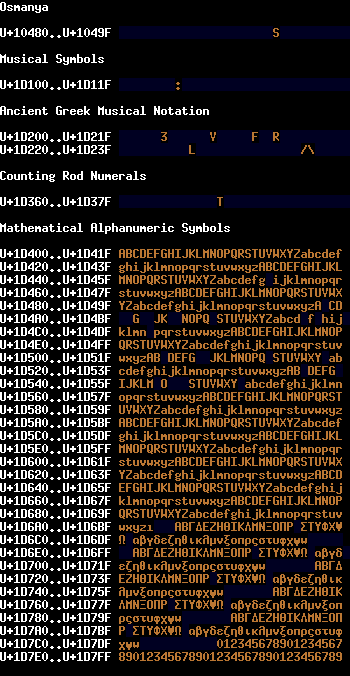 Osmanya
U+10480..U+1049F S
Musical Symbols
U+1D100..U+1D11F :
Ancient Greek Musical Notation
U+1D200..U+1D21F 3 V F R
U+1D220..U+1D23F L /\
Counting Rod Numerals
U+1D360..U+1D37F T
Mathematical Alphanumeric Symbols
U+1D400..U+1D41F ABCDEFGHIJKLMNOPQRSTUVWXYZabcdef
U+1D420..U+1D43F ghijklmnopqrstuvwxyzABCDEFGHIJKL
U+1D440..U+1D45F MNOPQRSTUVWXYZabcdefg ijklmnopqr
U+1D460..U+1D47F stuvwxyzABCDEFGHIJKLMNOPQRSTUVWX
U+1D480..U+1D49F YZabcdefghijklmnopqrstuvwxyzA CD
U+1D4A0..U+1D4BF G JK NOPQ STUVWXYZabcd f hij
U+1D4C0..U+1D4DF klmn pqrstuvwxyzABCDEFGHIJKLMNOP
U+1D4E0..U+1D4FF QRSTUVWXYZabcdefghijklmnopqrstuv
U+1D500..U+1D51F wxyzAB DEFG JKLMNOPQ STUVWXY ab
U+1D520..U+1D53F cdefghijklmnopqrstuvwxyzAB DEFG
U+1D540..U+1D55F IJKLM O STUVWXY abcdefghijklmn
U+1D560..U+1D57F opqrstuvwxyzABCDEFGHIJKLMNOPQRST
U+1D580..U+1D59F UVWXYZabcdefghijklmnopqrstuvwxyz
U+1D5A0..U+1D5BF ABCDEFGHIJKLMNOPQRSTUVWXYZabcdef
U+1D5C0..U+1D5DF ghijklmnopqrstuvwxyzABCDEFGHIJKL
U+1D5E0..U+1D5FF MNOPQRSTUVWXYZabcdefghijklmnopqr
U+1D600..U+1D61F stuvwxyzABCDEFGHIJKLMNOPQRSTUVWX
U+1D620..U+1D63F YZabcdefghijklmnopqrstuvwxyzABCD
U+1D640..U+1D65F EFGHIJKLMNOPQRSTUVWXYZabcdefghij
U+1D660..U+1D67F klmnopqrstuvwxyzABCDEFGHIJKLMNOP
U+1D680..U+1D69F QRSTUVWXYZabcdefghijklmnopqrstuv
U+1D6A0..U+1D6BF wxyzı ΑΒΓΔΕΖΗΘΙΚΛΜΝΞΟΠΡ ΣΤΥΦΧΨ
U+1D6C0..U+1D6DF Ω αβγδεζηθικλμνξοπρςστυφχψω
U+1D6E0..U+1D6FF ΑΒΓΔΕΖΗΘΙΚΛΜΝΞΟΠΡ ΣΤΥΦΧΨΩ αβγδ
U+1D700..U+1D71F εζηθικλμνξοπρςστυφχψω ΑΒΓΔ
U+1D720..U+1D73F ΕΖΗΘΙΚΛΜΝΞΟΠΡ ΣΤΥΦΧΨΩ αβγδεζηθικ
U+1D740..U+1D75F λμνξοπρςστυφχψω ΑΒΓΔΕΖΗΘΙΚ
U+1D760..U+1D77F ΛΜΝΞΟΠΡ ΣΤΥΦΧΨΩ αβγδεζηθικλμνξοπ
U+1D780..U+1D79F ρςστυφχψω ΑΒΓΔΕΖΗΘΙΚΛΜΝΞΟΠ
U+1D7A0..U+1D7BF Ρ ΣΤΥΦΧΨΩ αβγδεζηθικλμνξοπρςστυφ
U+1D7C0..U+1D7DF χψω 012345678901234567
U+1D7E0..U+1D7FF 89012345678901234567890123456789